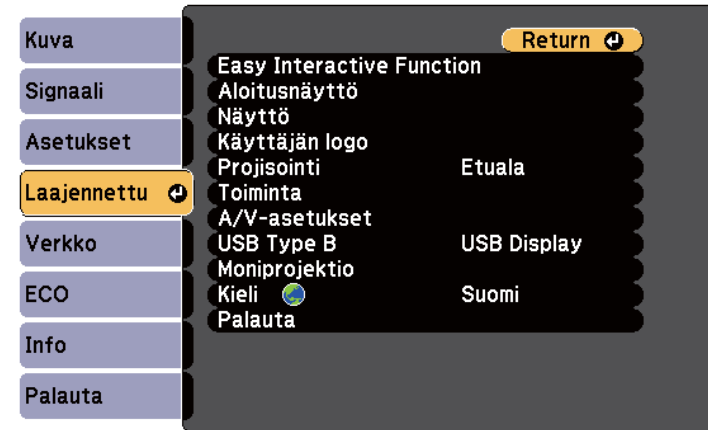 Kuva
Signaali
Asetukset
Laajennettu
Verkko
ECO
Info
Palauta
Return
Easy Interactive Function
Aloitusnäyttö
Näyttö
Käyttäjän logo
Projisointi Etuala
Toiminta
A/V-asetukset
USB Type B USB Display
Moniprojektio
Kieli Suomi
Palauta